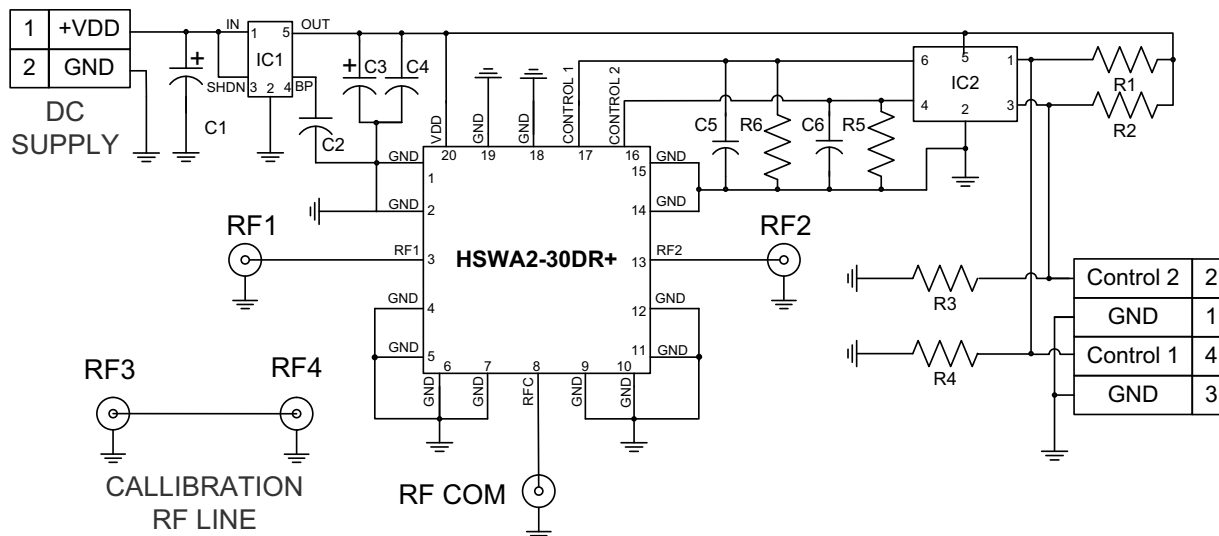 1 +VDD
2 GND
DC
SUPPLY
C1
IN
OUT
1 5
IC1
SHDN 3 2 4 BP
C2
C3
C4
VDD
GND
GND
CONTROL 1
CONTROL 2
20 19 18 17 16
C5
R6
C6
R5
6 5 1
IC2
4 2 3
R1
R2
GND
1
GND
2
RF1
3
GND
4
GND
5
HSWA2-30DR+
15
GND
14
GND
13
RF2
12
GND
11
GND
6 7 8 9 10
GND
GND
RFC
GND
GND
RF1
RF2
R3
R4
Control 2 2
GND 1
Control 1 4
GND 3
RF3
RF4
CALLIBRATION
RF LINE
RF COM
+
+